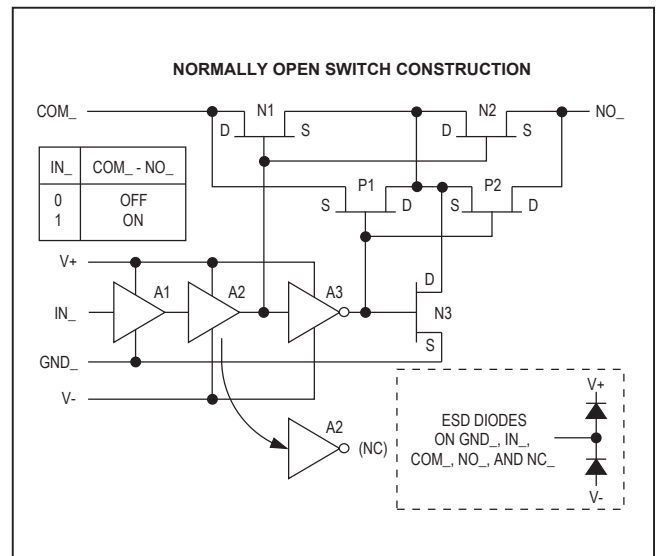 NORMALLY OPEN SWITCH CONSTRUCTION
COM_
N1
N2
NO_
D
S
D
S
IN_ COM_ - NO_
0 OFF
1 ON
P1
P2
S
D
S
D
V+
A1
A2
A3
D
IN_
N3
S
GND_
V-
A2
(NC)
V+
ESD DIODES
ON GND_, IN_,
COM_, NO_, AND NC_
V-